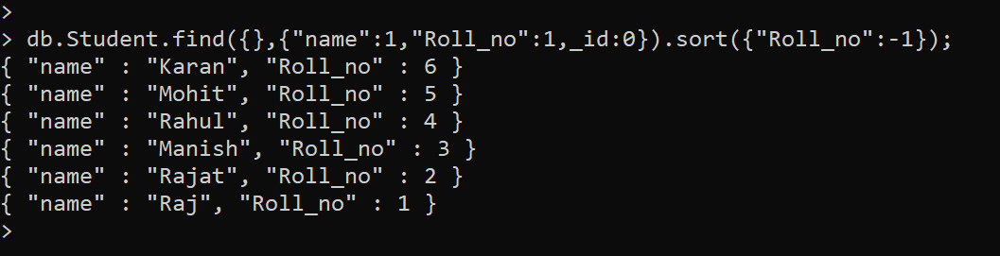 >
> db.Student.find({},{"name":1,"Roll_no":1,_id:0}).sort({"Roll_no":-1});
{ "name" : "Karan", "Roll_no" : 6 }
{ "name" : "Mohit", "Roll_no" : 5 }
{ "name" : "Rahul", "Roll_no" : 4 }
{ "name" : "Manish", "Roll_no" : 3 }
{ "name" : "Rajat", "Roll_no" : 2 }
{ "name" : "Raj", "Roll_no" : 1 }
>